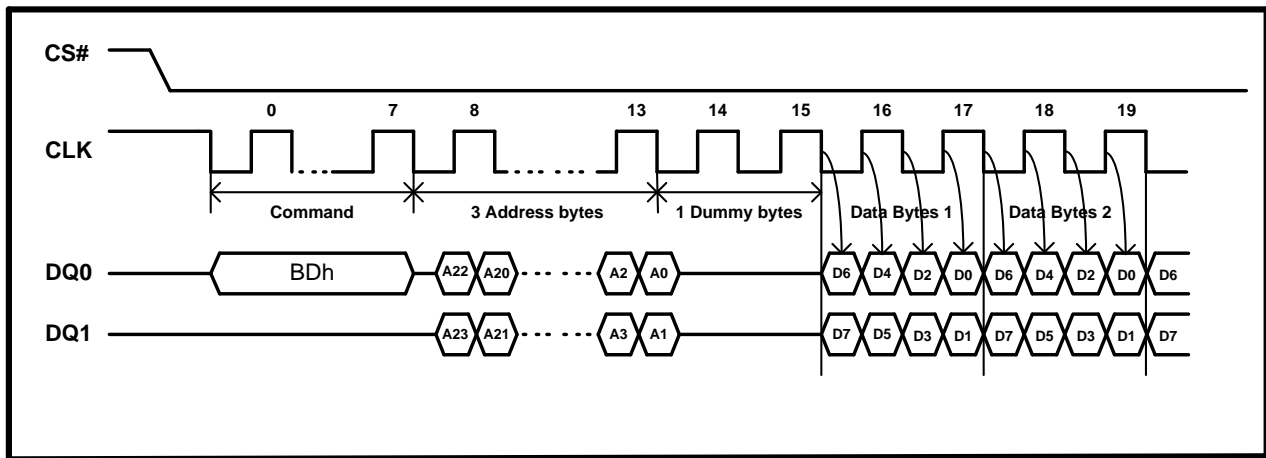 CS#
0 7 8 13 14 15 16 17 18 19
CLK
Command 3 Address bytes 1 Dummy bytes Data Bytes 1 Data Bytes 2
DQ0 BDh A22 A20 A2 A0 D6 D4 D2 D0 D6 D4 D2 D0 D6
DQ1 A23 A21 A3 A1 D7 D5 D3 D1 D7 D5 D3 D1 D7